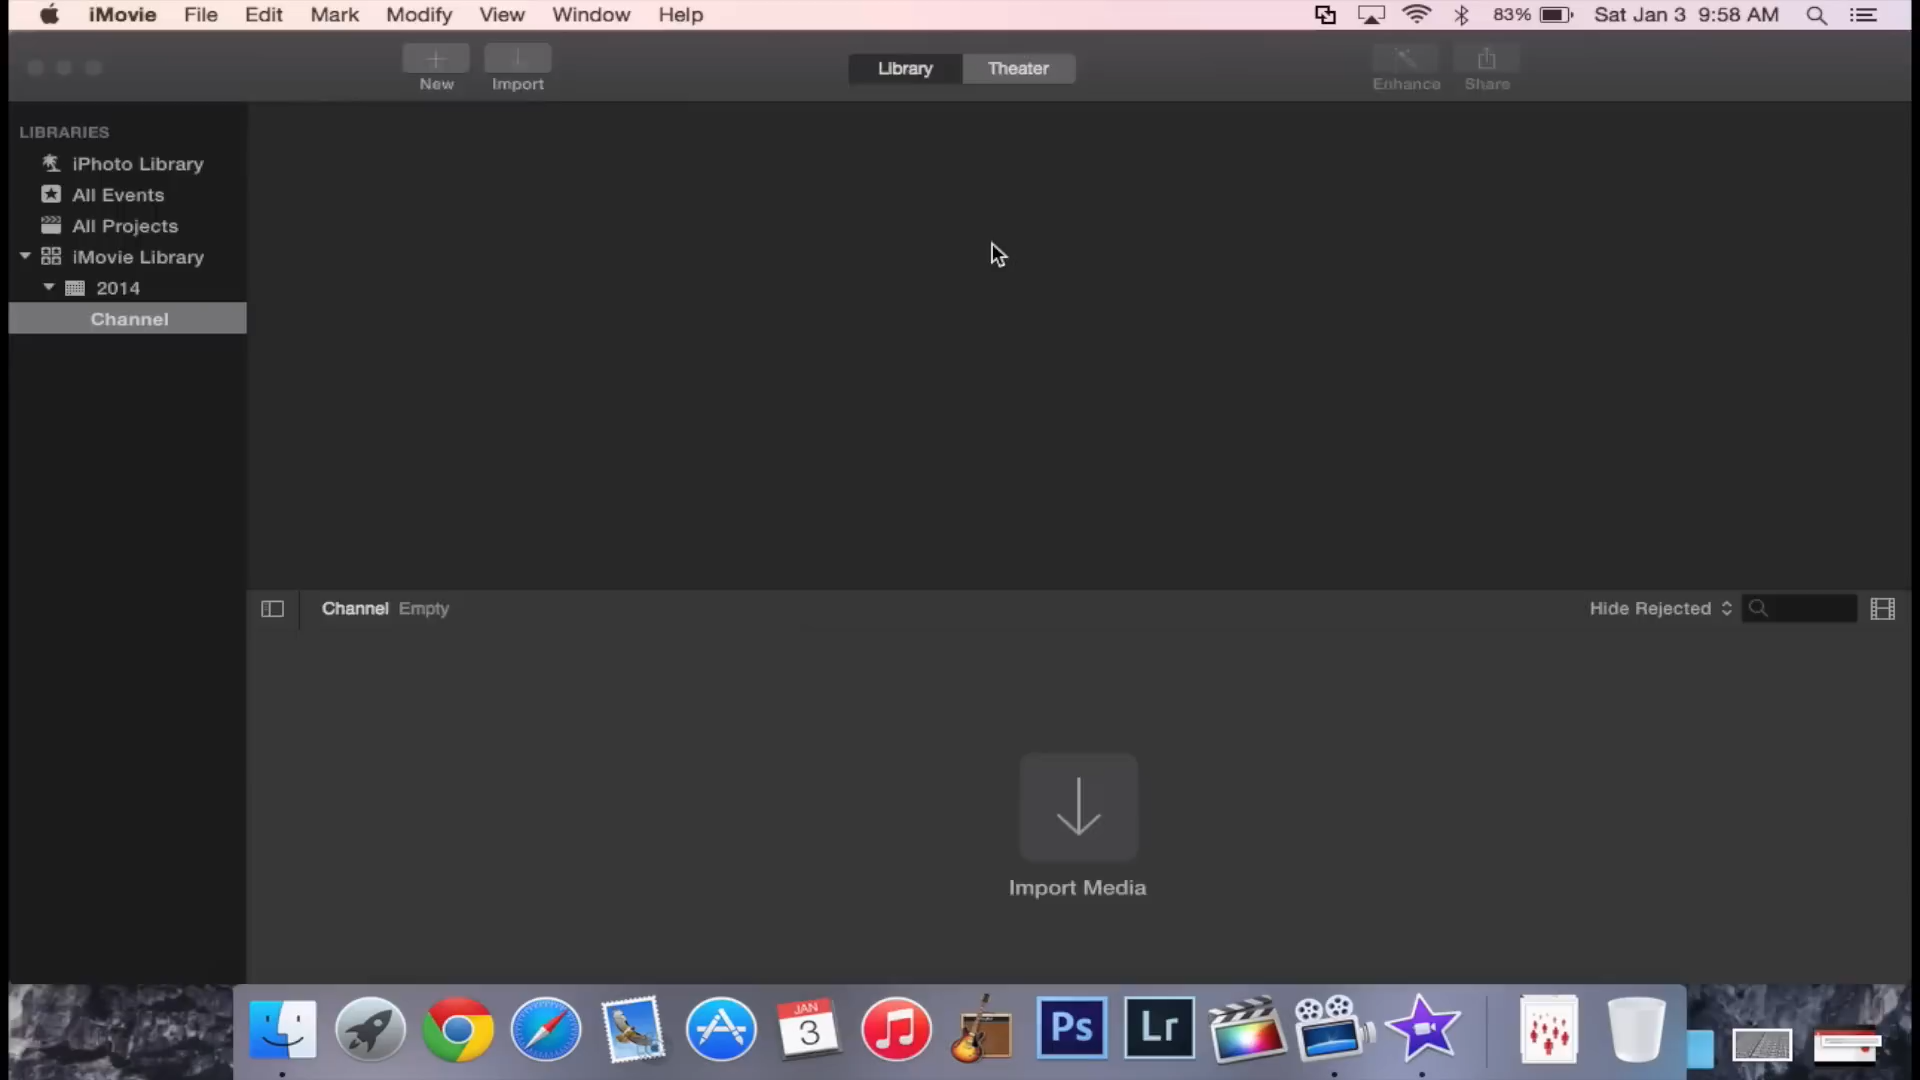 iMovie File Edit Mark Modify View Window Help 83% Sat Jan 3 9:58 AM
New Import Library Theater Enhance Share
LIBRARIES
iPhoto Library
All Events
All Projects
iMovie Library
2014
Channel
Channel Empty Hide Rejected
Import Media
JAN
3
Ps
Lr